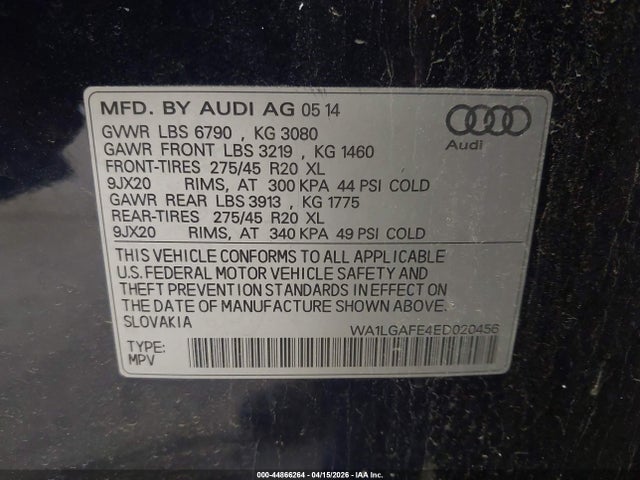 MFD. BY AUDI AG 05 14
GVWR LBS 6790 , KG 3080
GAWR FRONT LBS 3219 , KG 1460
FRONT-TIRES 275/45 R20 XL
9JX20 RIMS, AT 300 KPA 44 PSI COLD
GAWR REAR LBS 3913 , KG 1775
REAR-TIRES 275/45 R20 XL
9JX20 RIMS, AT 340 KPA 49 PSI COLD
Audi
THIS VEHICLE CONFORMS TO ALL APPLICABLE
U.S. FEDERAL MOTOR VEHICLE SAFETY AND
THEFT PREVENTION STANDARDS IN EFFECT ON
THE DATE OF MANUFACTURE SHOWN ABOVE.
SLOVAKIA
WA1LGAFE4ED020456
TYPE:
MPV
000-44866264 - 04/15/2026 - IAA Inc.